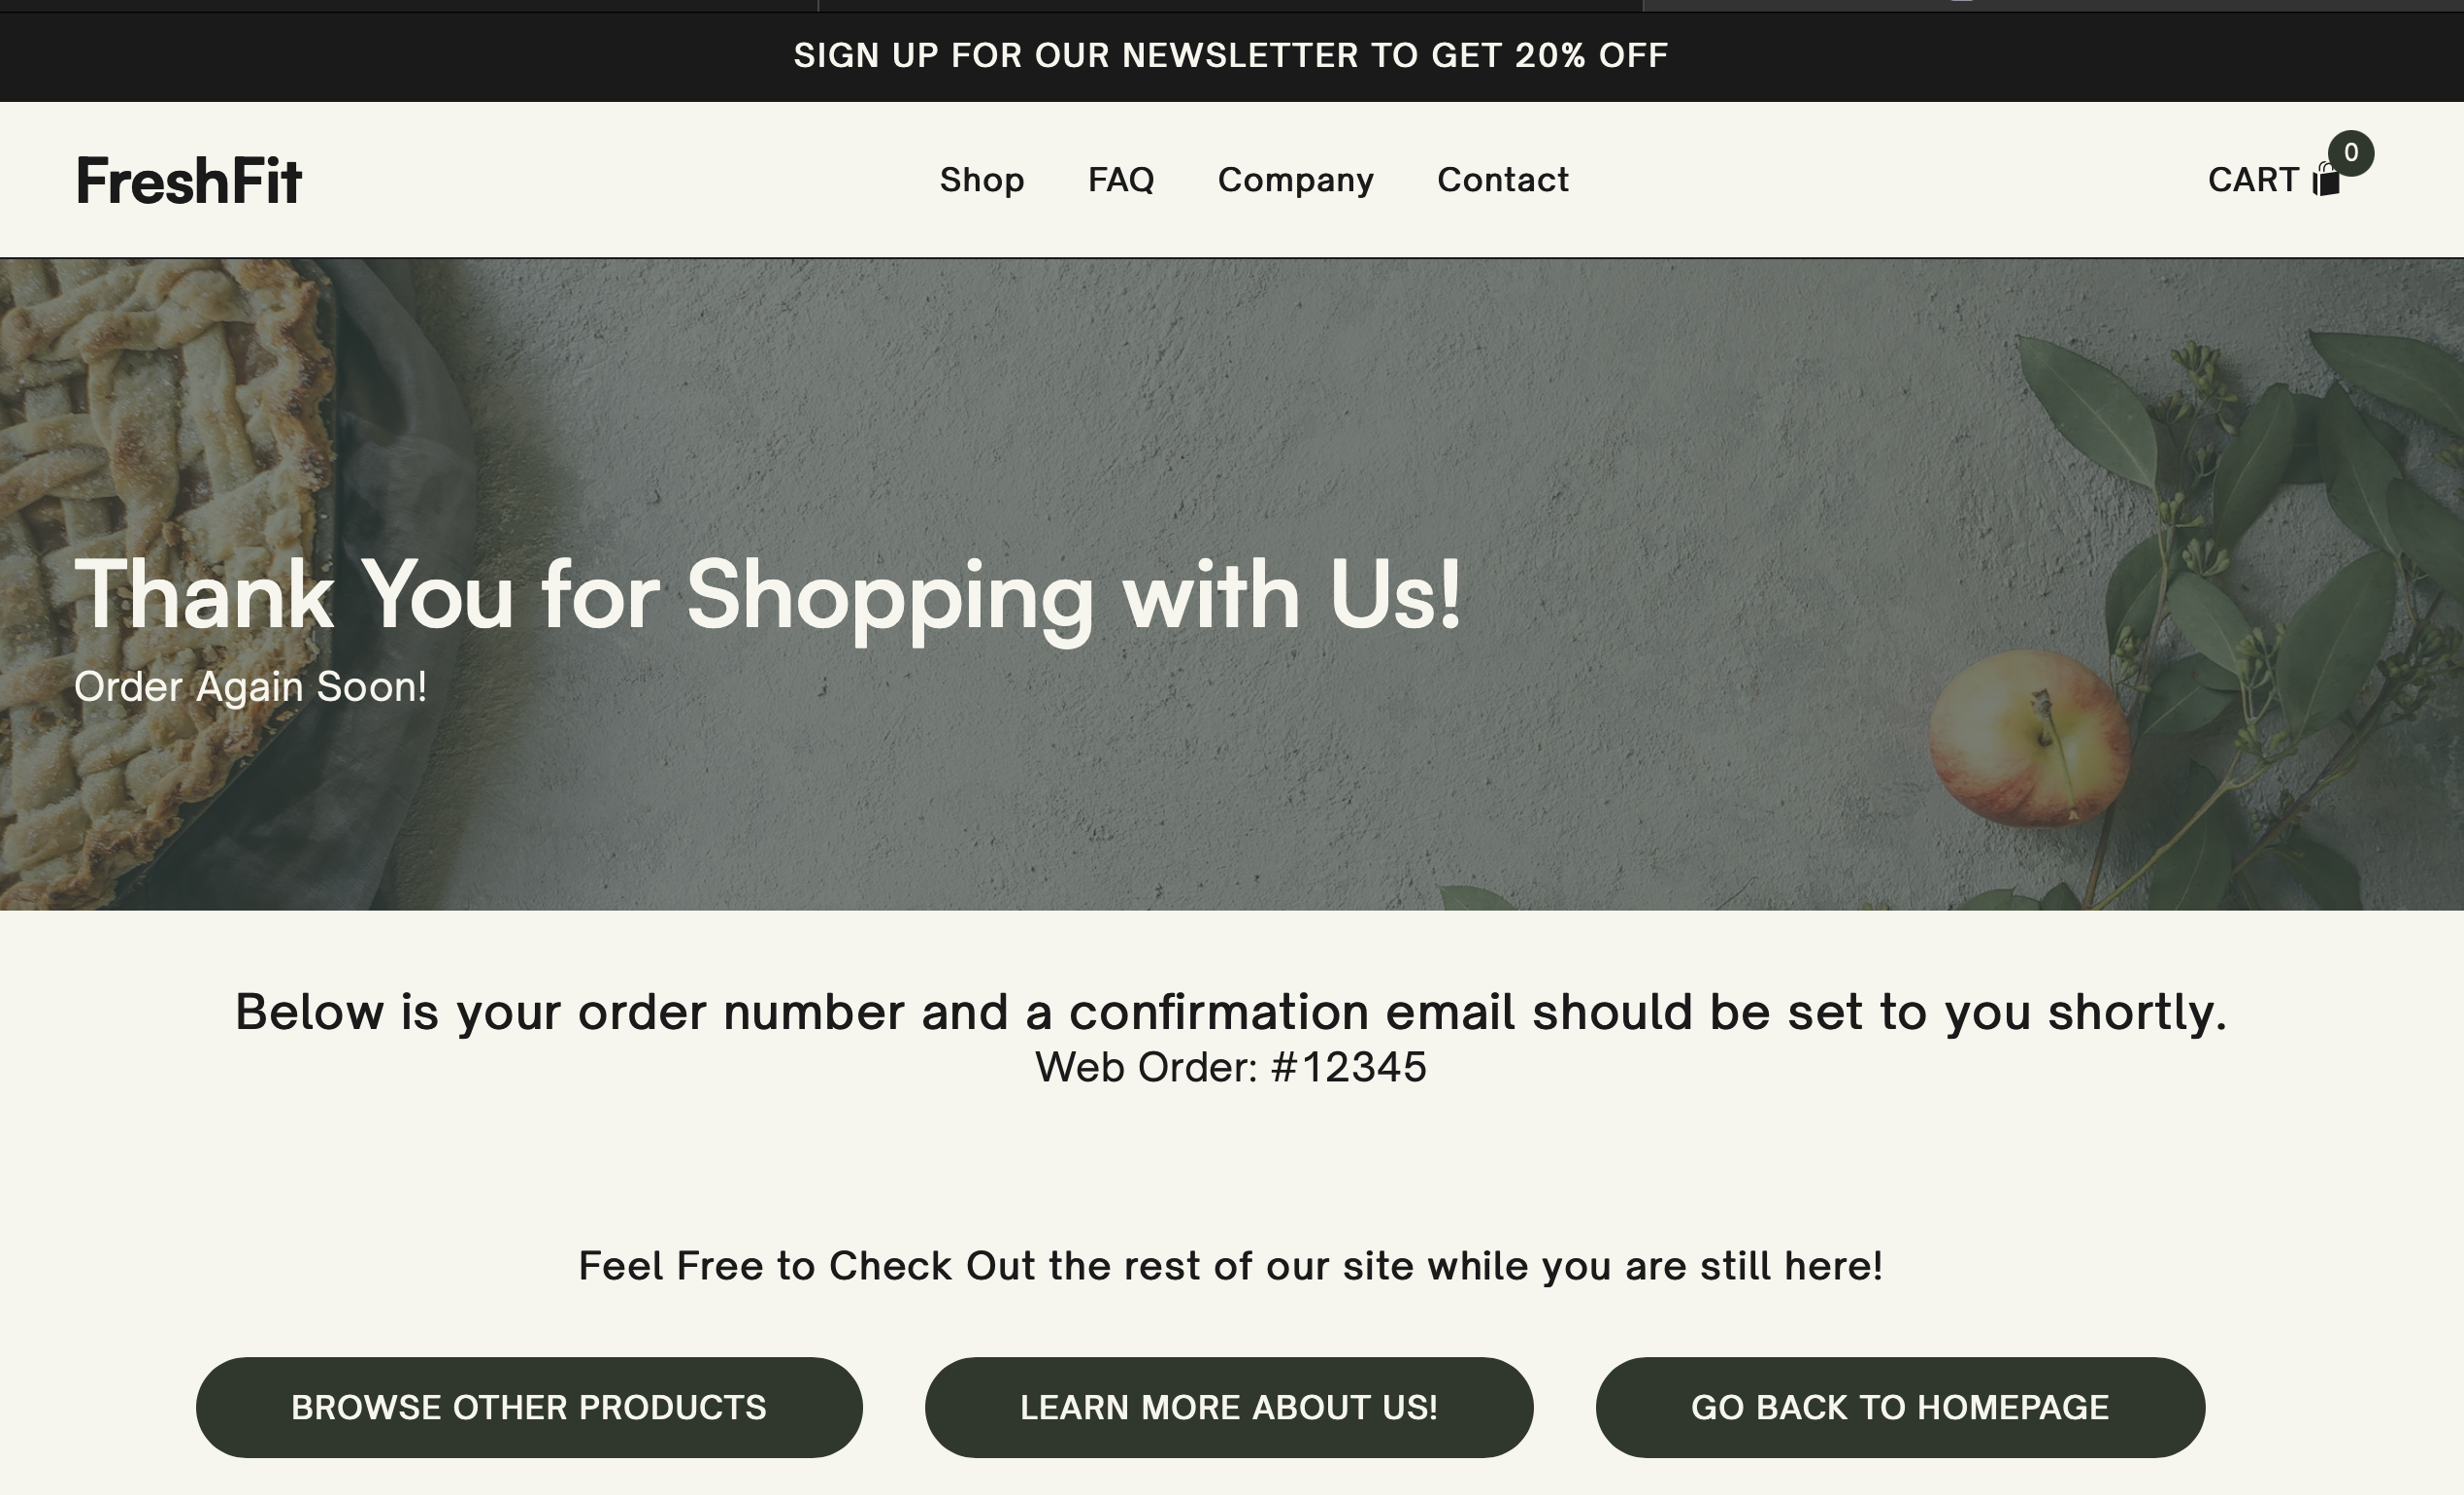 SIGN UP FOR OUR NEWSLETTER TO GET 20% OFF
FreshFit
Shop FAQ Company Contact
CART 0
Thank You for Shopping with Us!
Order Again Soon!
Below is your order number and a confirmation email should be set to you shortly.
Web Order: #12345
Feel Free to Check Out the rest of our site while you are still here!
BROWSE OTHER PRODUCTS LEARN MORE ABOUT US! GO BACK TO HOMEPAGE